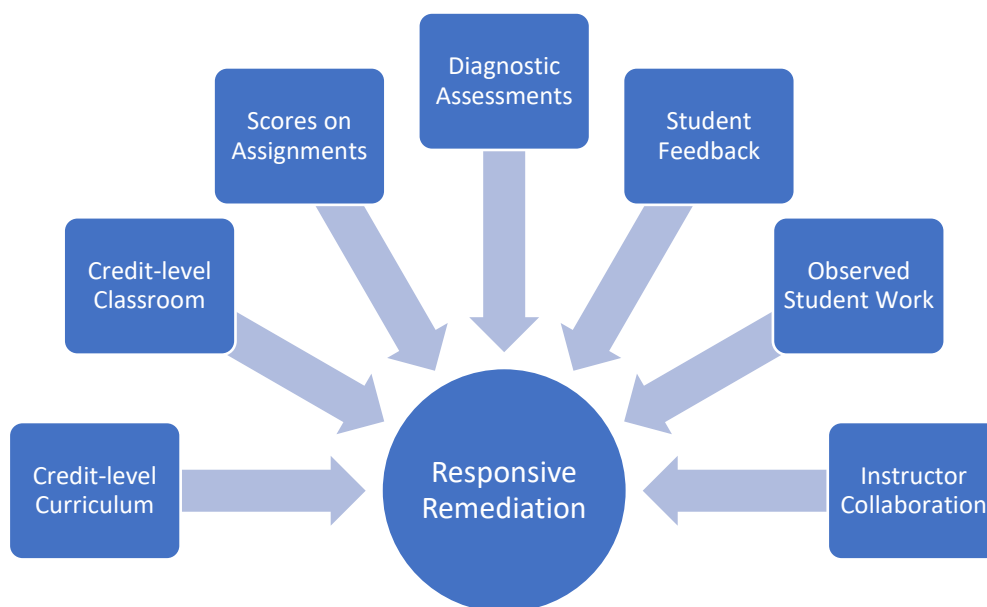 Diagnostic
Assessments
Scores on
Assignments
Student
Feedback
Credit-level
Classroom
Observed
Student Work
Credit-level
Curriculum
Responsive
Remediation
Instructor
Collaboration